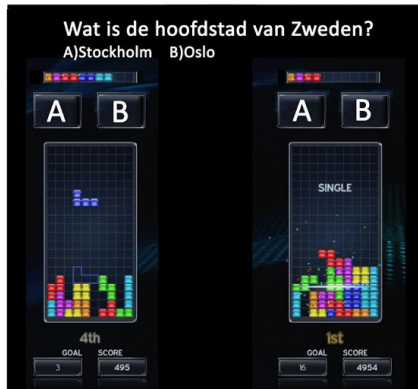 Wat is de hoofdstad van Zweden?
A)Stockholm B)Oslo
A B
A B
SINGLE
4th
1st
GOAL SCORE
3 495
GOAL SCORE
16 4954